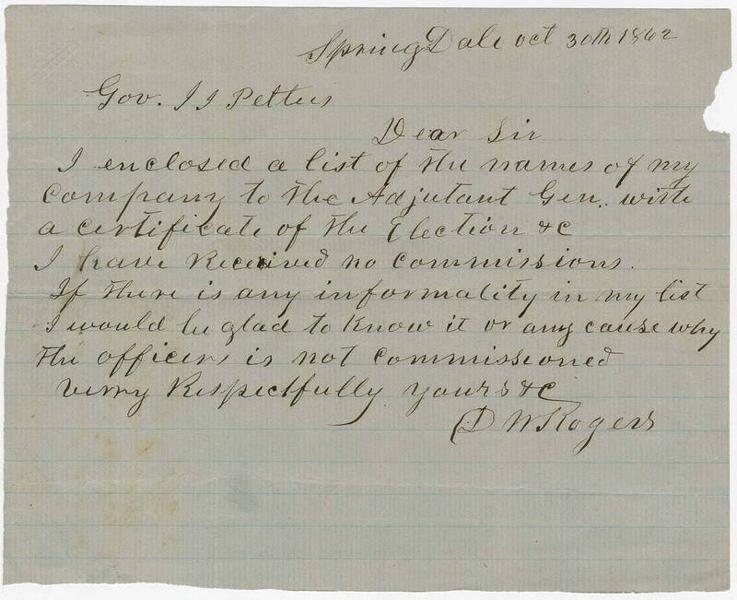 Spring Dale oct 30th 1862
Gov. J J Pettus
Dear Sir
I enclosed a list of the names of my
company to the Adjutant Gen. with
a certificate of the Election &c
I have Received no commissions.
If there is any informality in my list
I would be glad to Know it or any cause why
the officers is not commissioned
verry Respectfully yours &c
D W Rogers